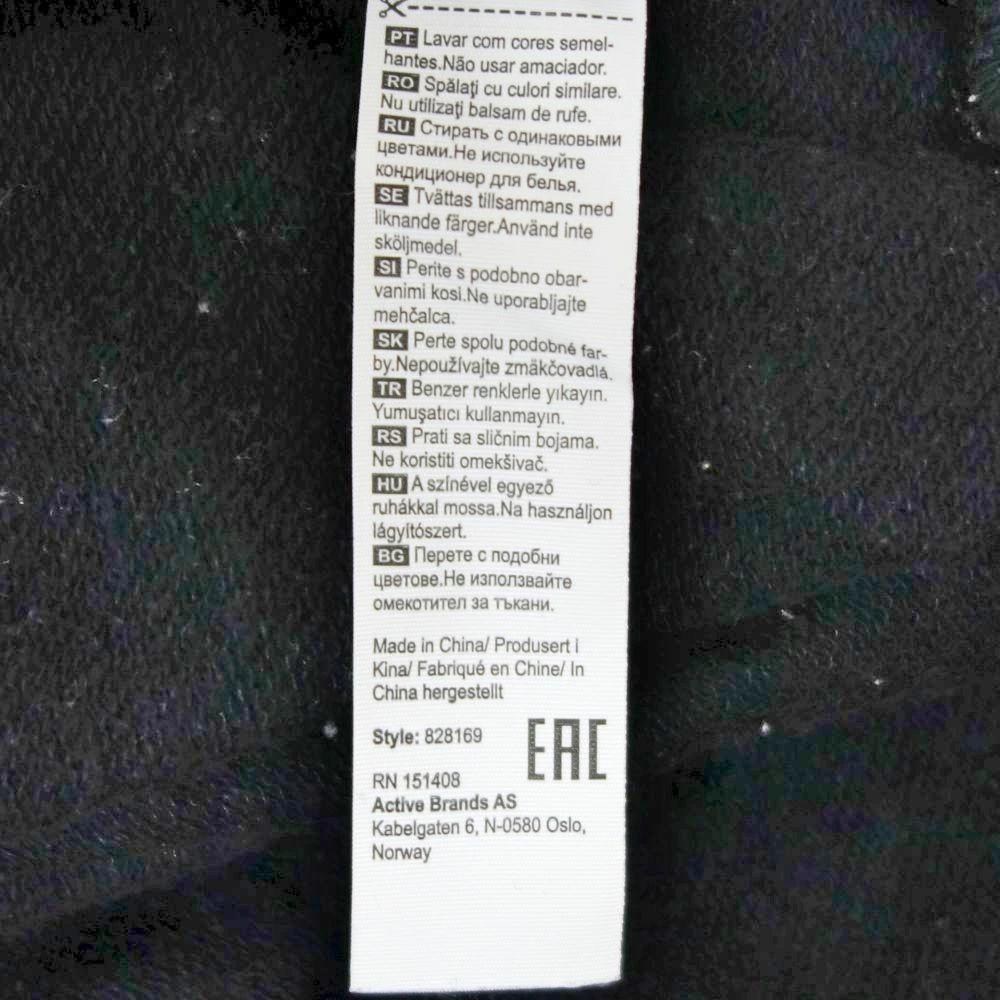 PT Lavar com cores semel-
hantes.Não usar amaciador.
RO Spălaţi cu culori similare.
Nu utilizaţi balsam de rufe.
RU Стирать с одинаковыми
цветами.Не используйте
кондиционер для белья.
SE Tvättas tillsammans med
liknande färger.Använd inte
sköljmedel.
SI Perite s podobno obar-
vanimi kosi.Ne uporabljajte
mehčalca.
SK Perte spolu podobné far-
by.Nepoužívajte zmäkčovadlá.
TR Benzer renklerle yıkayın.
Yumuşatıcı kullanmayın.
RS Prati sa sličnim bojama.
Ne koristiti omekšivač.
HU A színével egyező
ruhákkal mossa.Na használjon
lágyítószert.
BG Перете с подобни
цветове.Не използвайте
омекотител за тъкани.
Made in China/ Produsert i
Kina/ Fabriqué en Chine/ In
China hergestellt
Style: 828169
EAC
RN 151408
Active Brands AS
Kabelgaten 6, N-0580 Oslo,
Norway